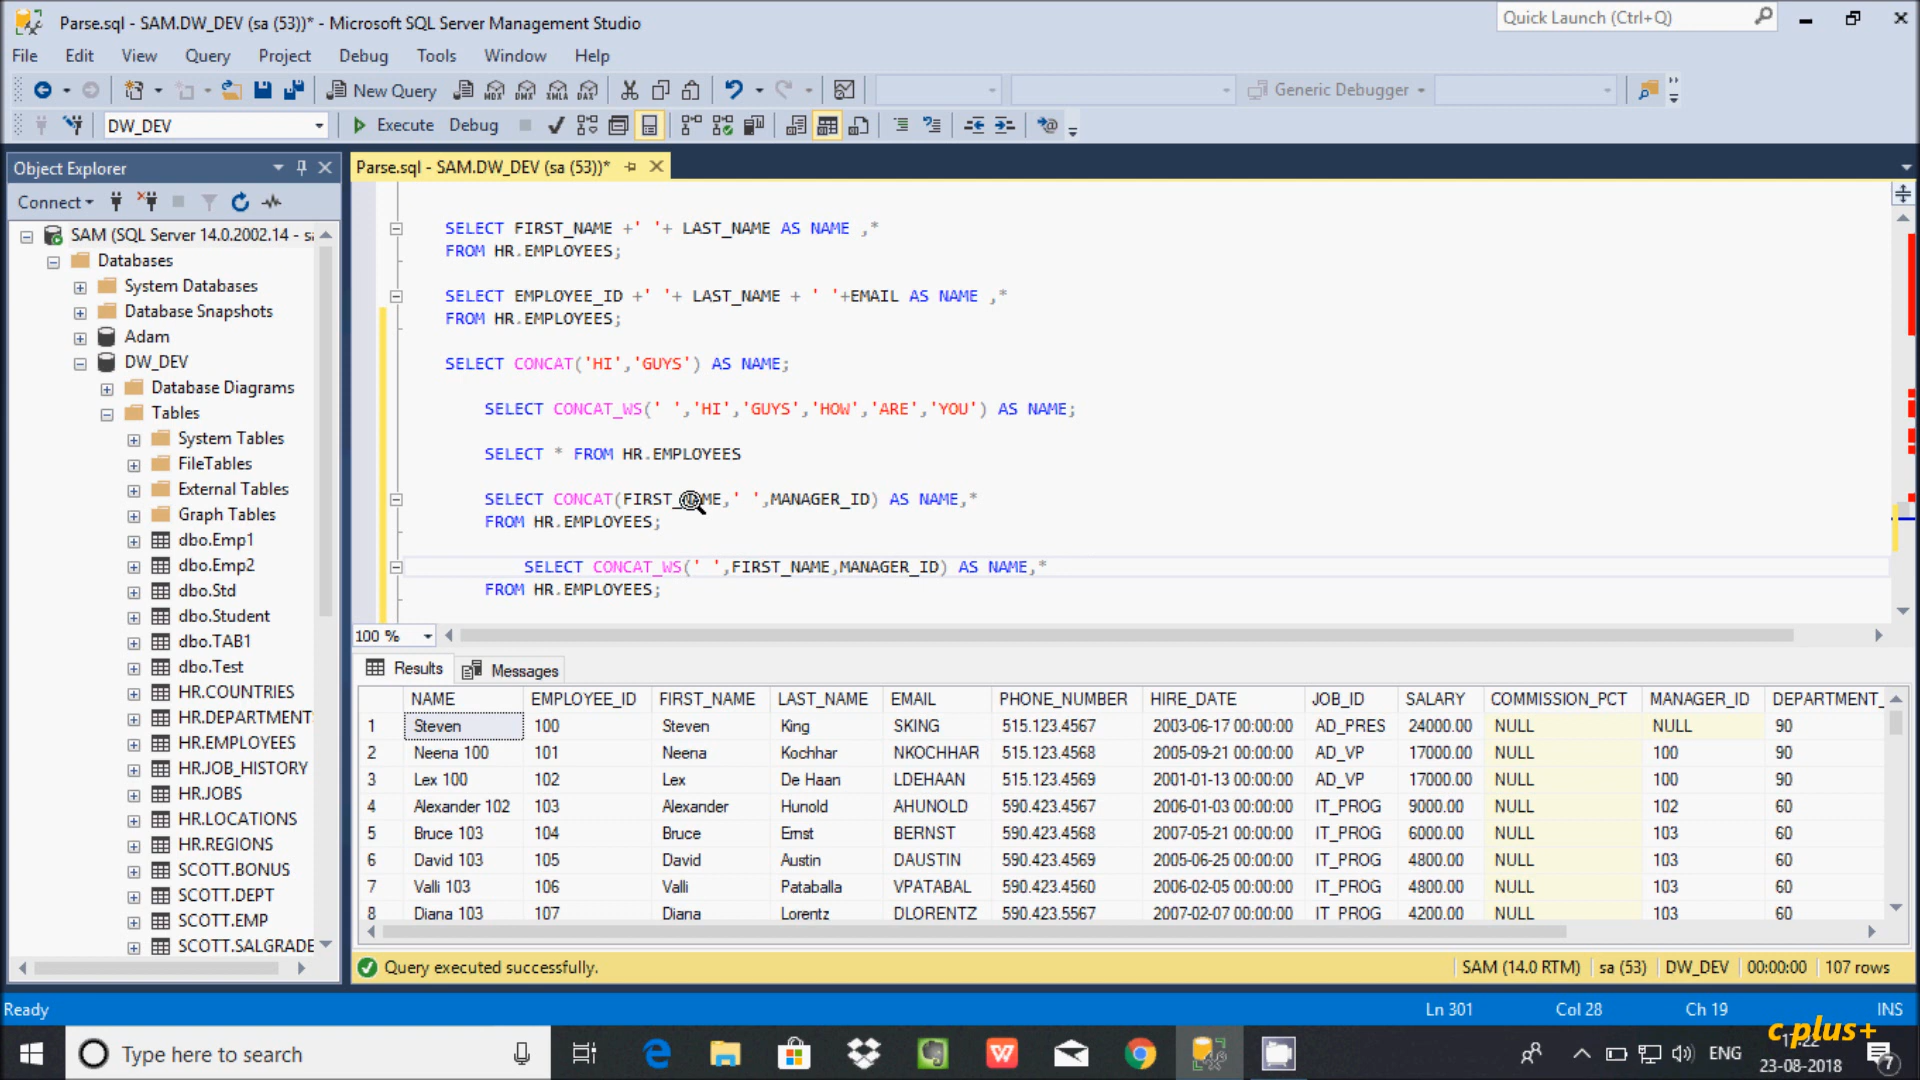 Parse.sql - SAM.DW_DEV (sa (53))* - Microsoft SQL Server Management Studio
Quick Launch (Ctrl+Q)
File Edit View Query Project Debug Tools Window Help
New Query MDX DMX XMLA DAX Generic Debugger
DW_DEV Execute Debug
Object Explorer
Parse.sql - SAM.DW_DEV (sa (53))*
Connect
SAM (SQL Server 14.0.2002.14 - sa
Databases
System Databases
Database Snapshots
Adam
DW_DEV
Database Diagrams
Tables
System Tables
FileTables
External Tables
Graph Tables
dbo.Emp1
dbo.Emp2
dbo.Std
dbo.Student
dbo.TAB1
dbo.Test
HR.COUNTRIES
HR.DEPARTMENT
HR.EMPLOYEES
HR.JOB_HISTORY
HR.JOBS
HR.LOCATIONS
HR.REGIONS
SCOTT.BONUS
SCOTT.DEPT
SCOTT.EMP
SCOTT.SALGRADE
SELECT FIRST_NAME +' '+ LAST_NAME AS NAME ,*
FROM HR.EMPLOYEES;
SELECT EMPLOYEE_ID +' '+ LAST_NAME + ' '+EMAIL AS NAME ,*
FROM HR.EMPLOYEES;
SELECT CONCAT('HI','GUYS') AS NAME;
SELECT CONCAT_WS(' ','HI','GUYS','HOW','ARE','YOU') AS NAME;
SELECT * FROM HR.EMPLOYEES
SELECT CONCAT(FIRST_NAME,' ',MANAGER_ID) AS NAME,*
FROM HR.EMPLOYEES;
SELECT CONCAT_WS(' ',FIRST_NAME,MANAGER_ID) AS NAME,*
FROM HR.EMPLOYEES;
100 %
Results Messages
NAME EMPLOYEE_ID FIRST_NAME LAST_NAME EMAIL PHONE_NUMBER HIRE_DATE JOB_ID SALARY COMMISSION_PCT MANAGER_ID DEPARTMENT_
1 Steven 100 Steven King SKING 515.123.4567 2003-06-17 00:00:00 AD_PRES 24000.00 NULL NULL 90
2 Neena 100 101 Neena Kochhar NKOCHHAR 515.123.4568 2005-09-21 00:00:00 AD_VP 17000.00 NULL 100 90
3 Lex 100 102 Lex De Haan LDEHAAN 515.123.4569 2001-01-13 00:00:00 AD_VP 17000.00 NULL 100 90
4 Alexander 102 103 Alexander Hunold AHUNOLD 590.423.4567 2006-01-03 00:00:00 IT_PROG 9000.00 NULL 102 60
5 Bruce 103 104 Bruce Ernst BERNST 590.423.4568 2007-05-21 00:00:00 IT_PROG 6000.00 NULL 103 60
6 David 103 105 David Austin DAUSTIN 590.423.4569 2005-06-25 00:00:00 IT_PROG 4800.00 NULL 103 60
7 Valli 103 106 Valli Pataballa VPATABAL 590.423.4560 2006-02-05 00:00:00 IT_PROG 4800.00 NULL 103 60
8 Diana 103 107 Diana Lorentz DLORENTZ 590.423.5567 2007-02-07 00:00:00 IT_PROG 4200.00 NULL 103 60
Query executed successfully. SAM (14.0 RTM) sa (53) DW_DEV 00:00:00 107 rows
Ready Ln 301 Col 28 Ch 19 INS
c plus+
Type here to search
ENG
17:22
23-08-2018
7